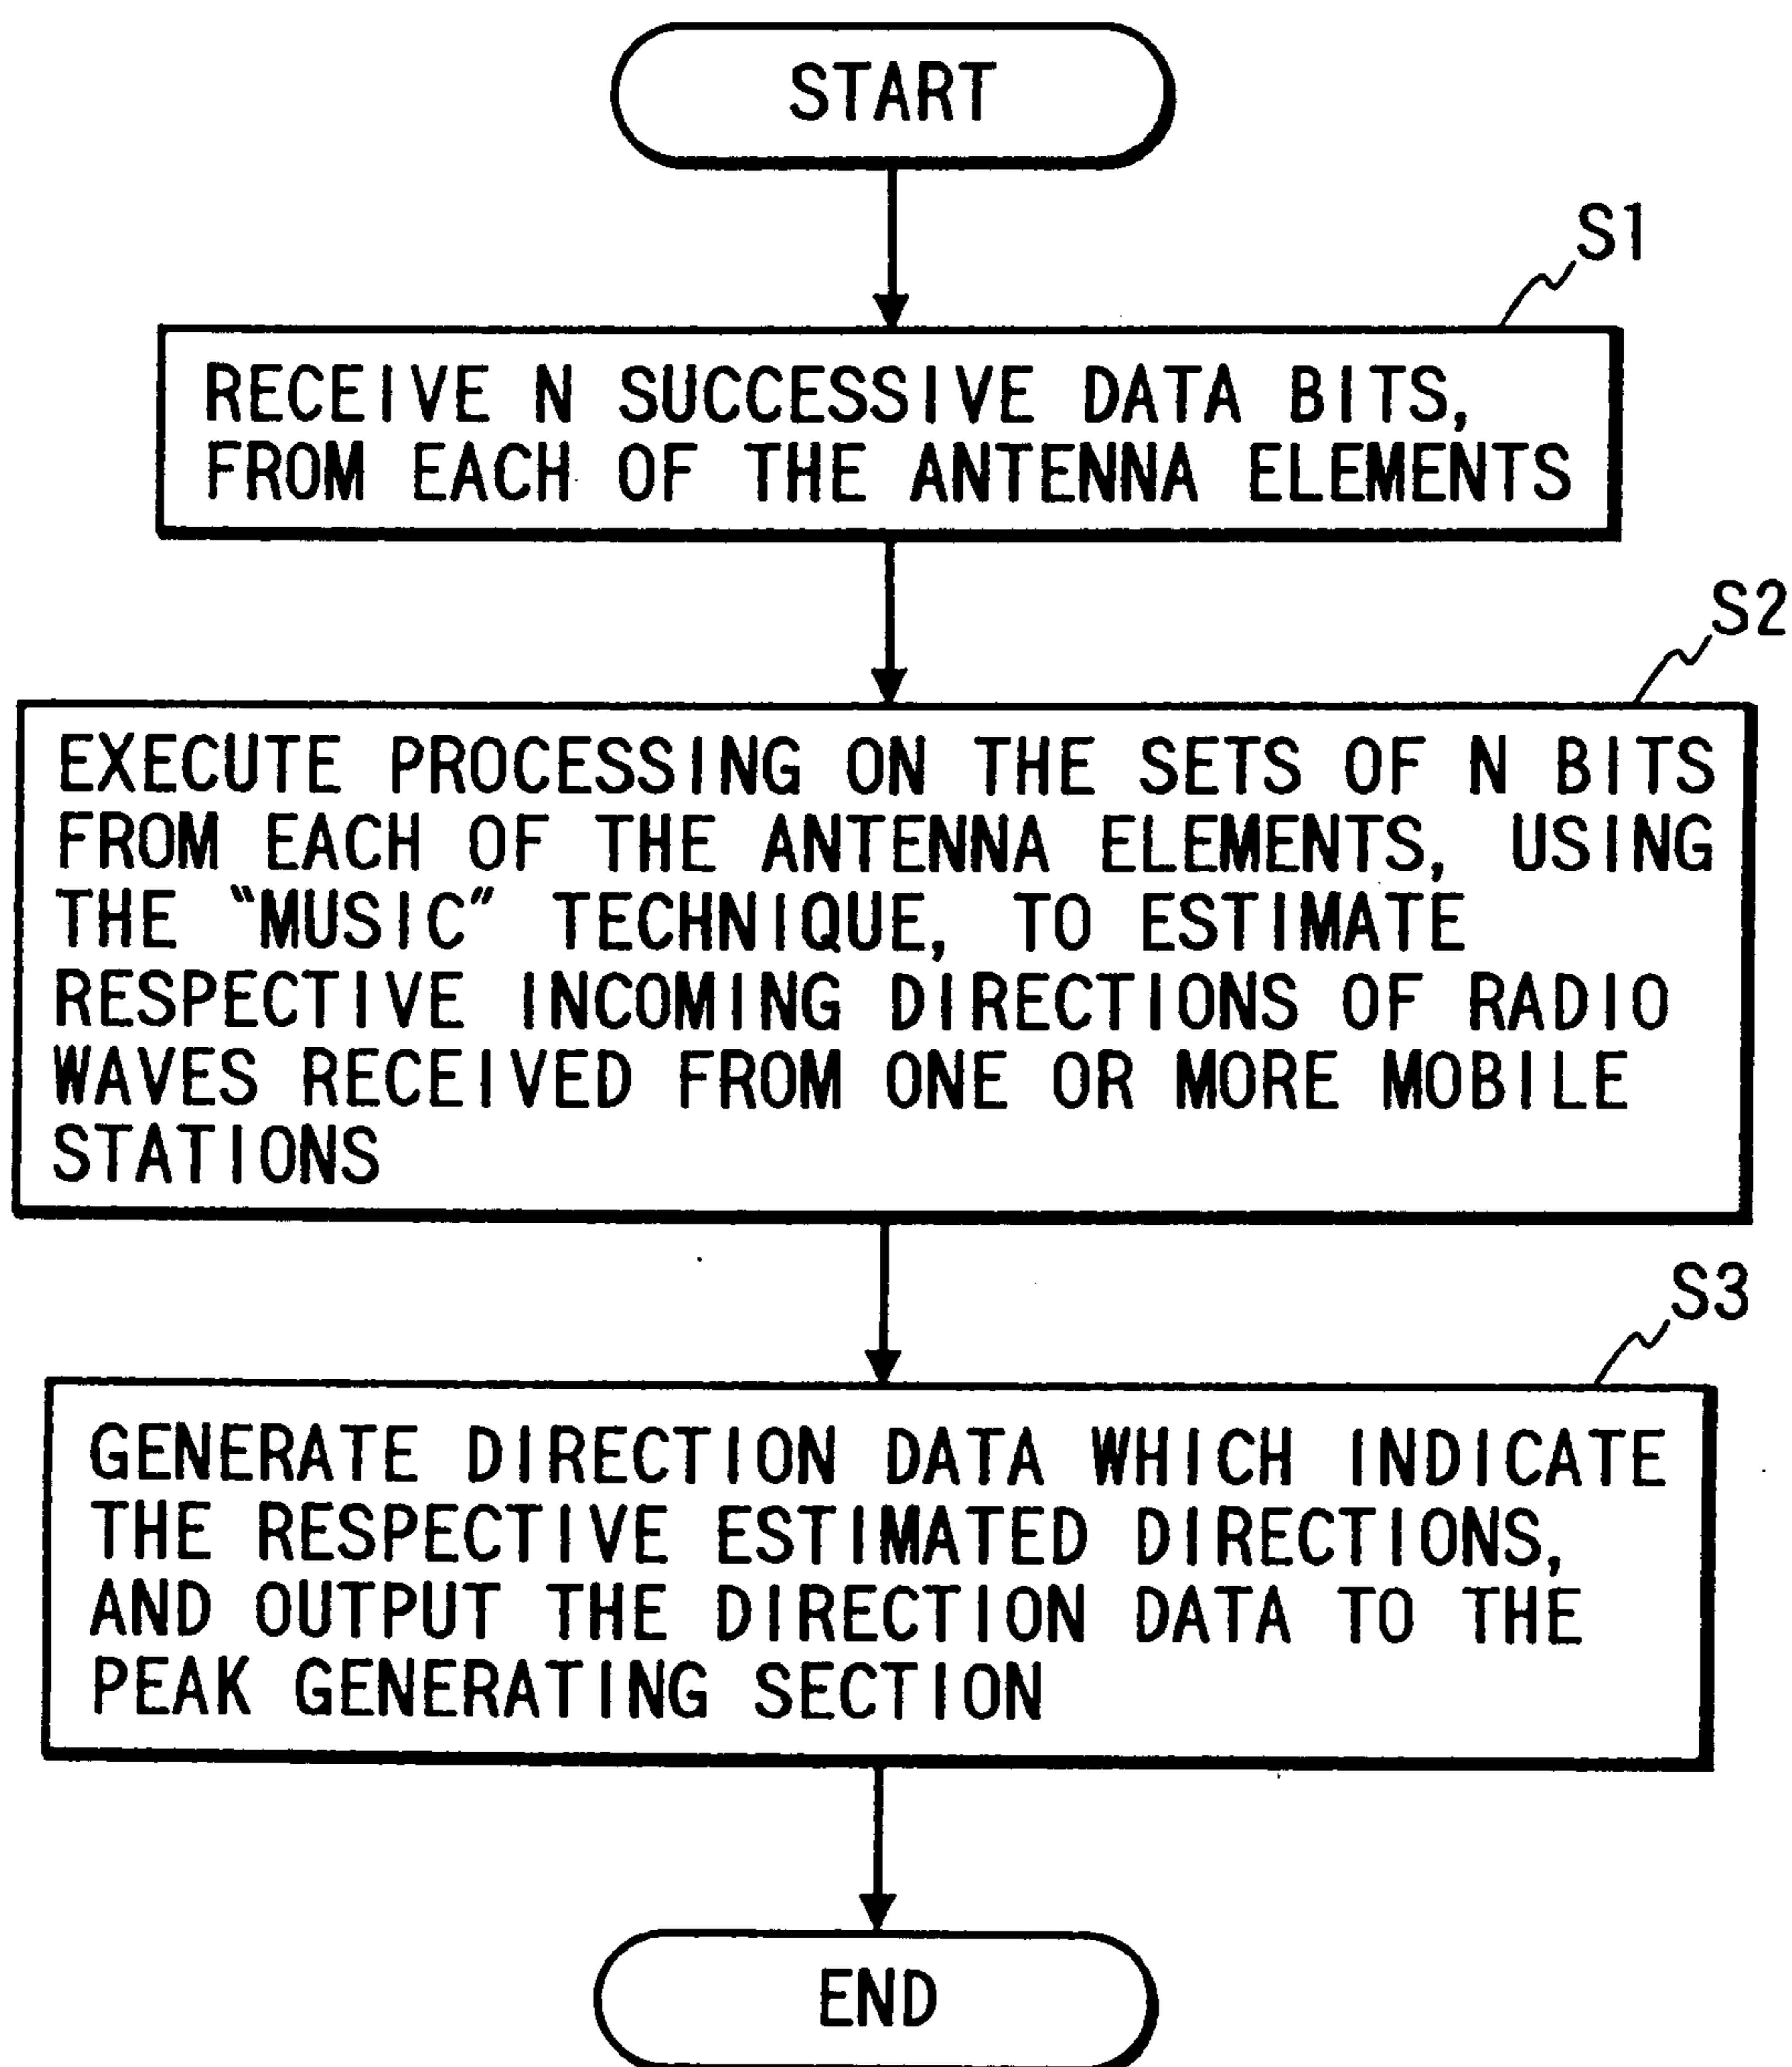 START
S1
RECEIVE N SUCCESSIVE DATA BITS,
FROM EACH OF THE ANTENNA ELEMENTS
S2
EXECUTE PROCESSING ON THE SETS OF N BITS
FROM EACH OF THE ANTENNA ELEMENTS, USING
THE "MUSIC" TECHNIQUE, TO ESTIMATE
RESPECTIVE INCOMING DIRECTIONS OF RADIO
WAVES RECEIVED FROM ONE OR MORE MOBILE
STATIONS
S3
GENERATE DIRECTION DATA WHICH INDICATE
THE RESPECTIVE ESTIMATED DIRECTIONS,
AND OUTPUT THE DIRECTION DATA TO THE
PEAK GENERATING SECTION
END